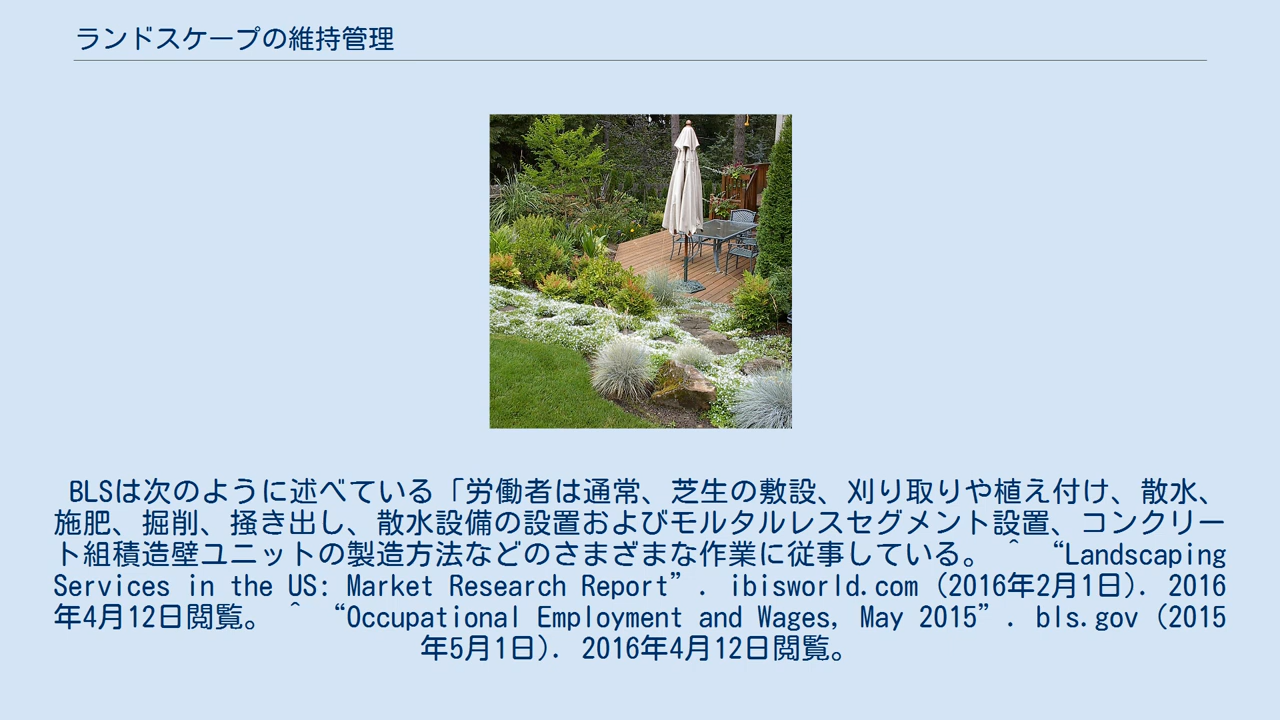 ランドスケープの維持管理
BLSは次のように述べている「労働者は通常、芝生の敷設、刈り取りや植え付け、散水、
施肥、掘削、掻き出し、散水設備の設置およびモルタルレスセグメント設置、コンクリー
ト組積造壁ユニットの製造方法などのさまざまな作業に従事している。 ^ “Landscaping
Services in the US: Market Research Report”. ibisworld.com (2016年2月1日). 2016
年4月12日閲覧。 ^ “Occupational Employment and Wages, May 2015”. bls.gov (2015
年5月1日). 2016年4月12日閲覧。